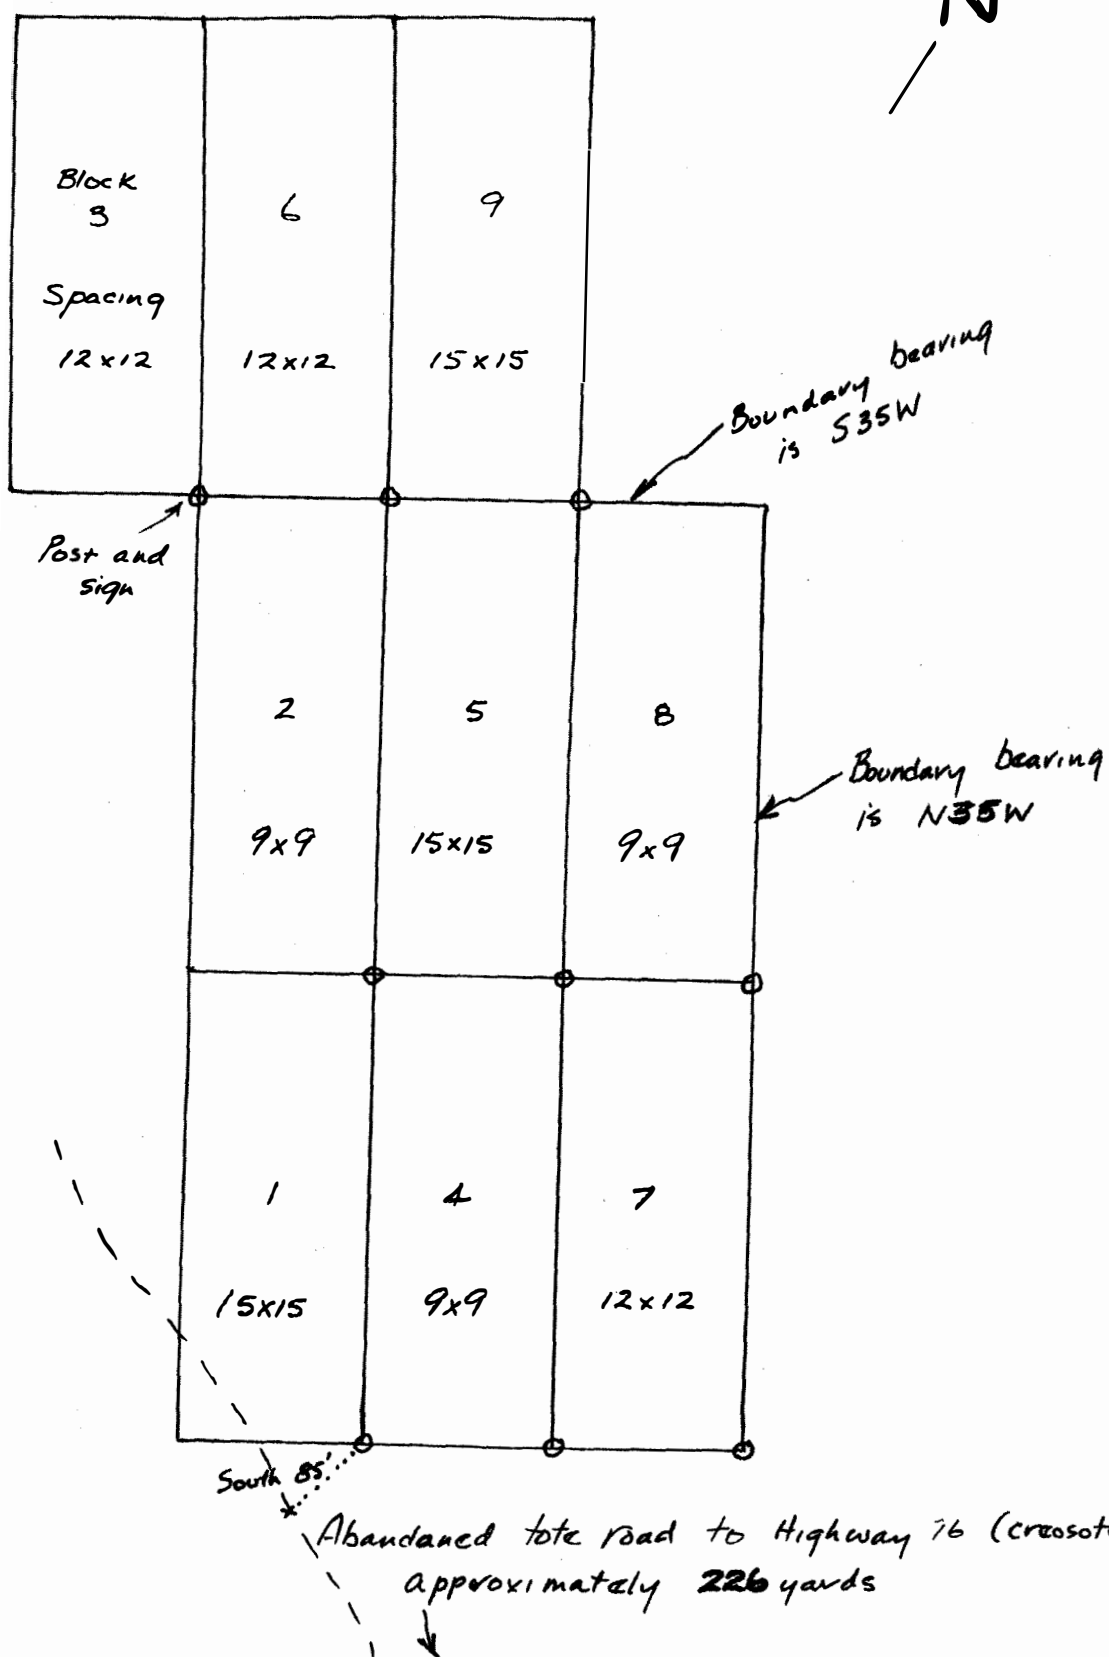 N
Block
3
6
9
Spacing
12x12
12x12
15x15
Boundary bearing
is S35W
Post and
sign
2
5
8
Boundary bearing
is N35W
9x9
15x15
9x9
1
4
7
15x15
9x9
12x12
South 85'
Abandaned tote road to Highway 16 (creosot
approximately 226 yards